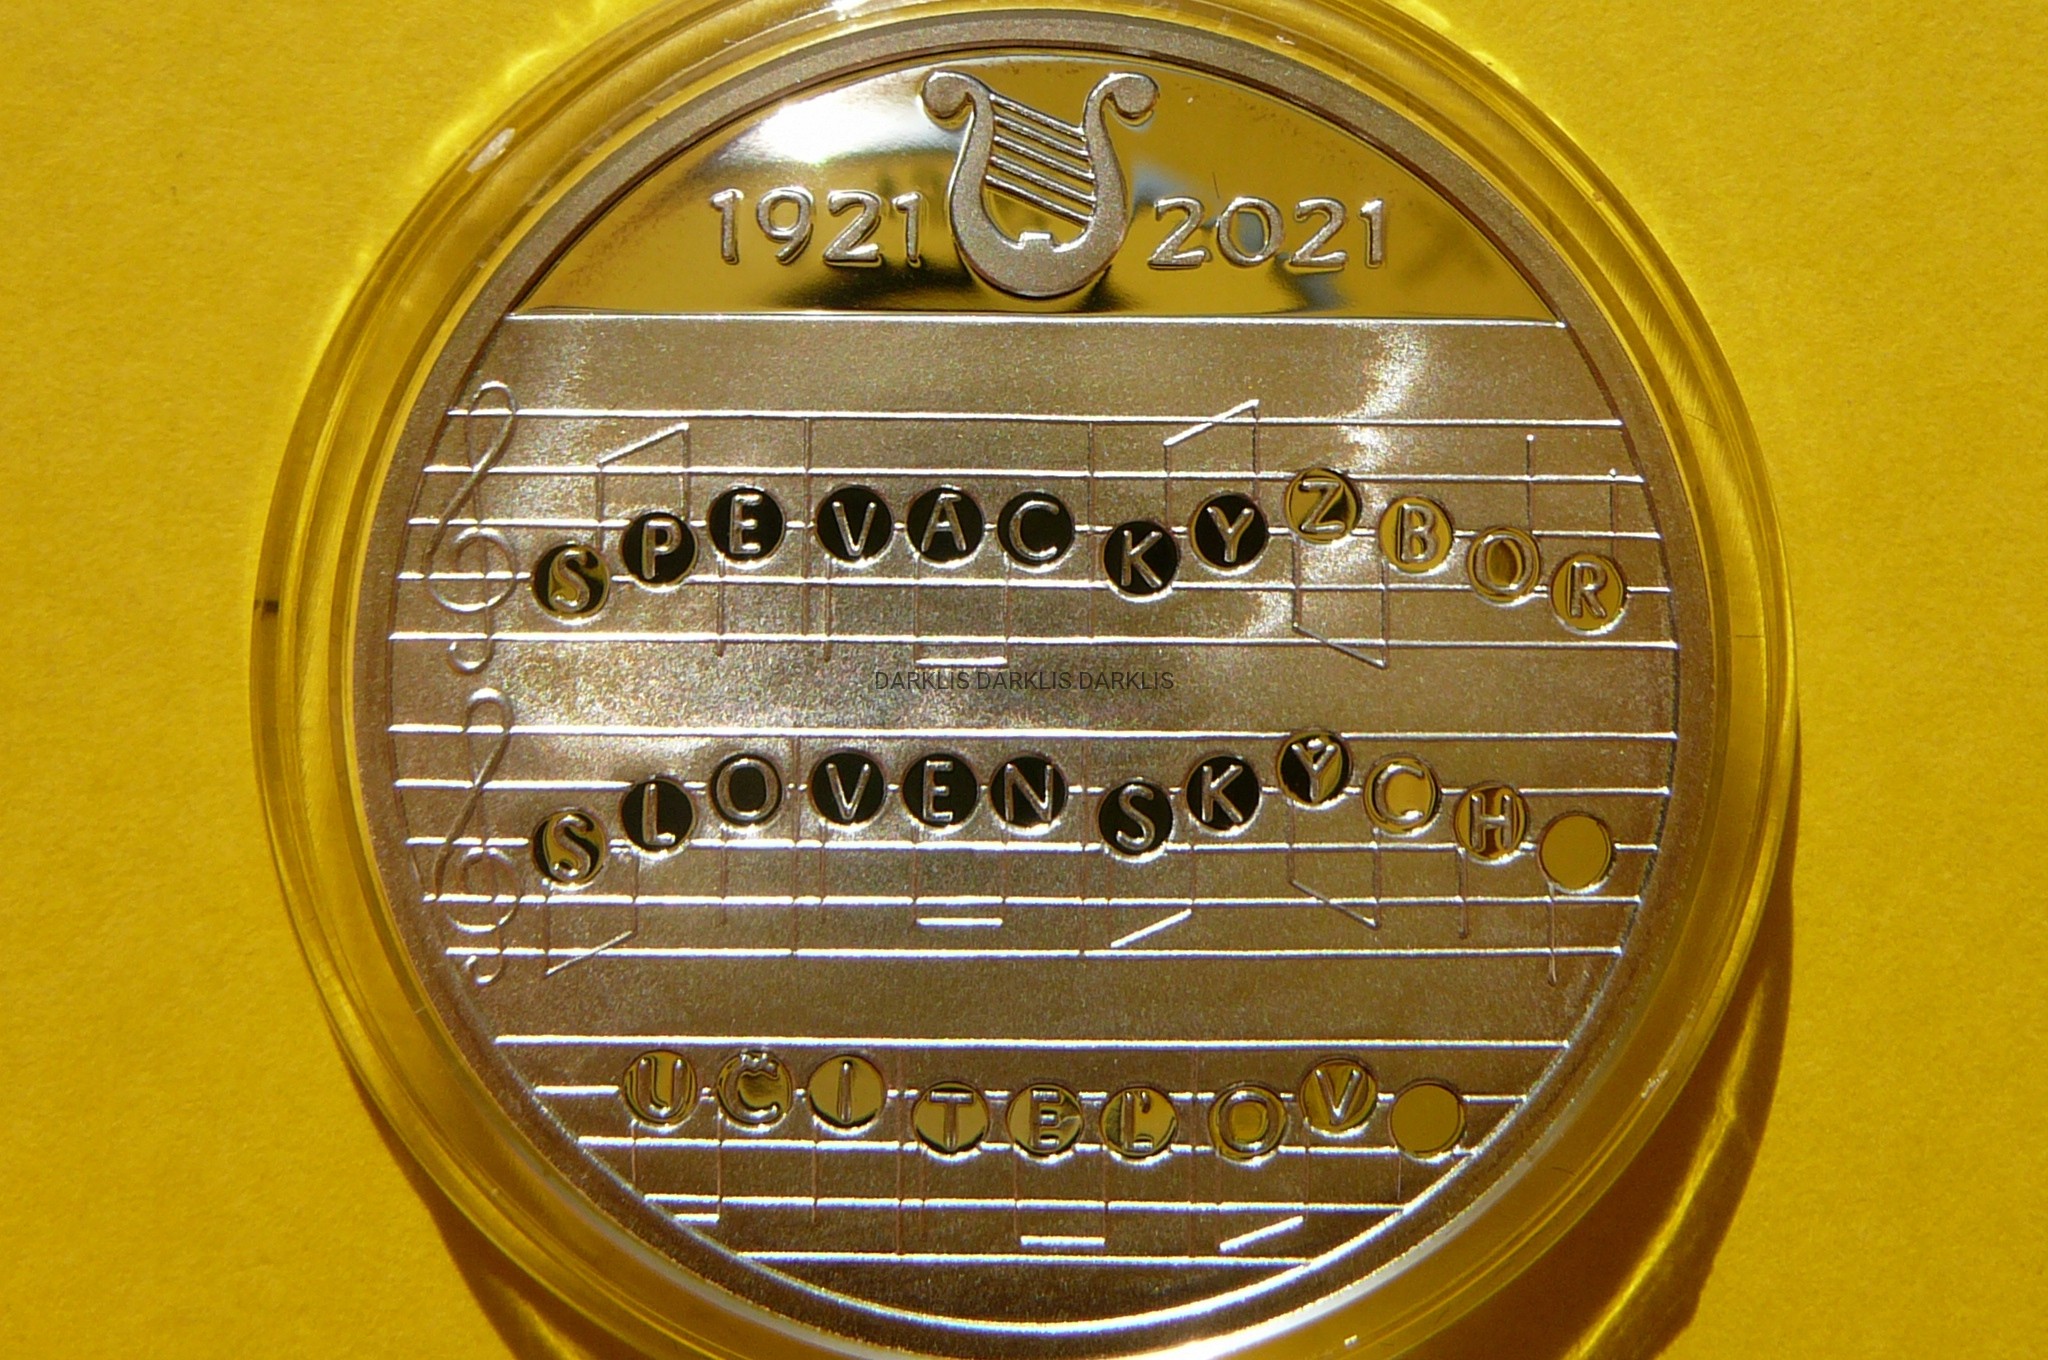 1921 2021
SPEVÁCKY ZBOR
DARKLIS DARKLIS DARKLIS
SLOVENSKÝCH
UČITEĽOV